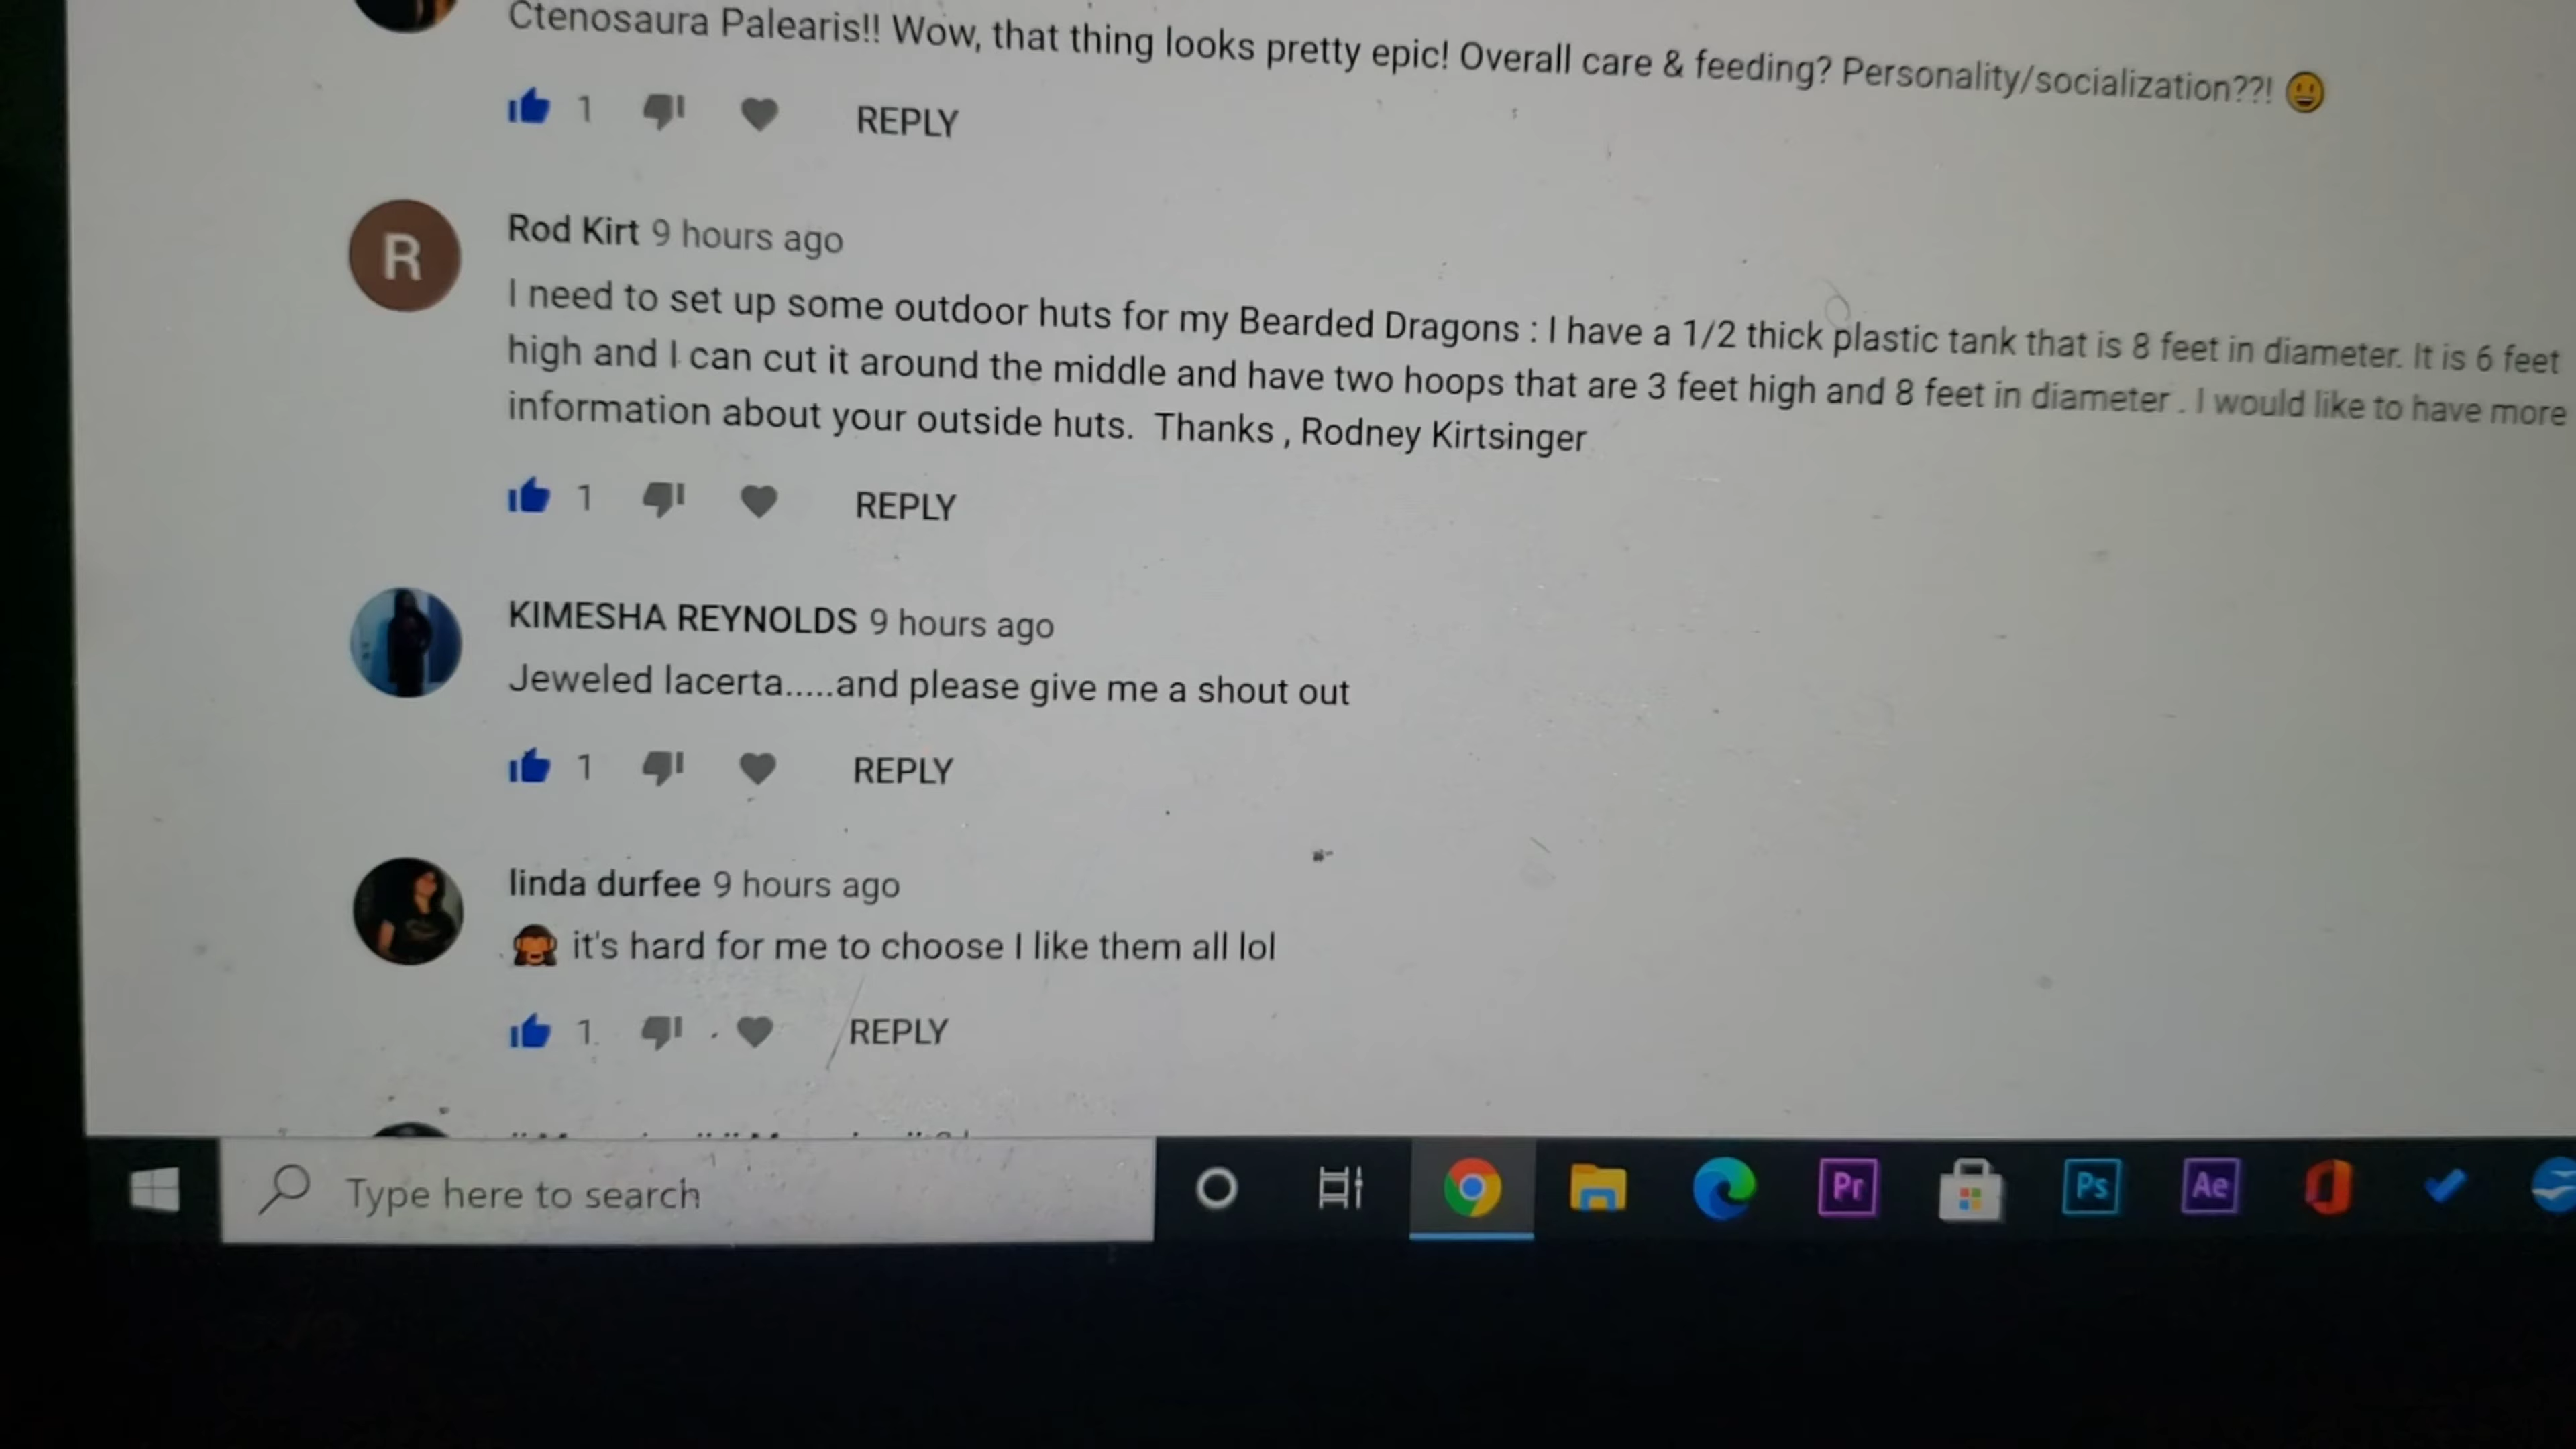 Ctenosaura Palearis!! Wow, that thing looks pretty epic! Overall care & feeding? Personality/socialization??! 😃
1 REPLY
R
Rod Kirt 9 hours ago
I need to set up some outdoor huts for my Bearded Dragons : I have a 1/2 thick plastic tank that is 8 feet in diameter. It is 6 feet
high and I can cut it around the middle and have two hoops that are 3 feet high and 8 feet in diameter . I would like to have more
information about your outside huts. Thanks , Rodney Kirtsinger
1 REPLY
KIMESHA REYNOLDS 9 hours ago
Jeweled lacerta.....and please give me a shout out
1 REPLY
linda durfee 9 hours ago
🙈 it's hard for me to choose I like them all lol
1 REPLY
Type here to search
Pr
Ps
Ae